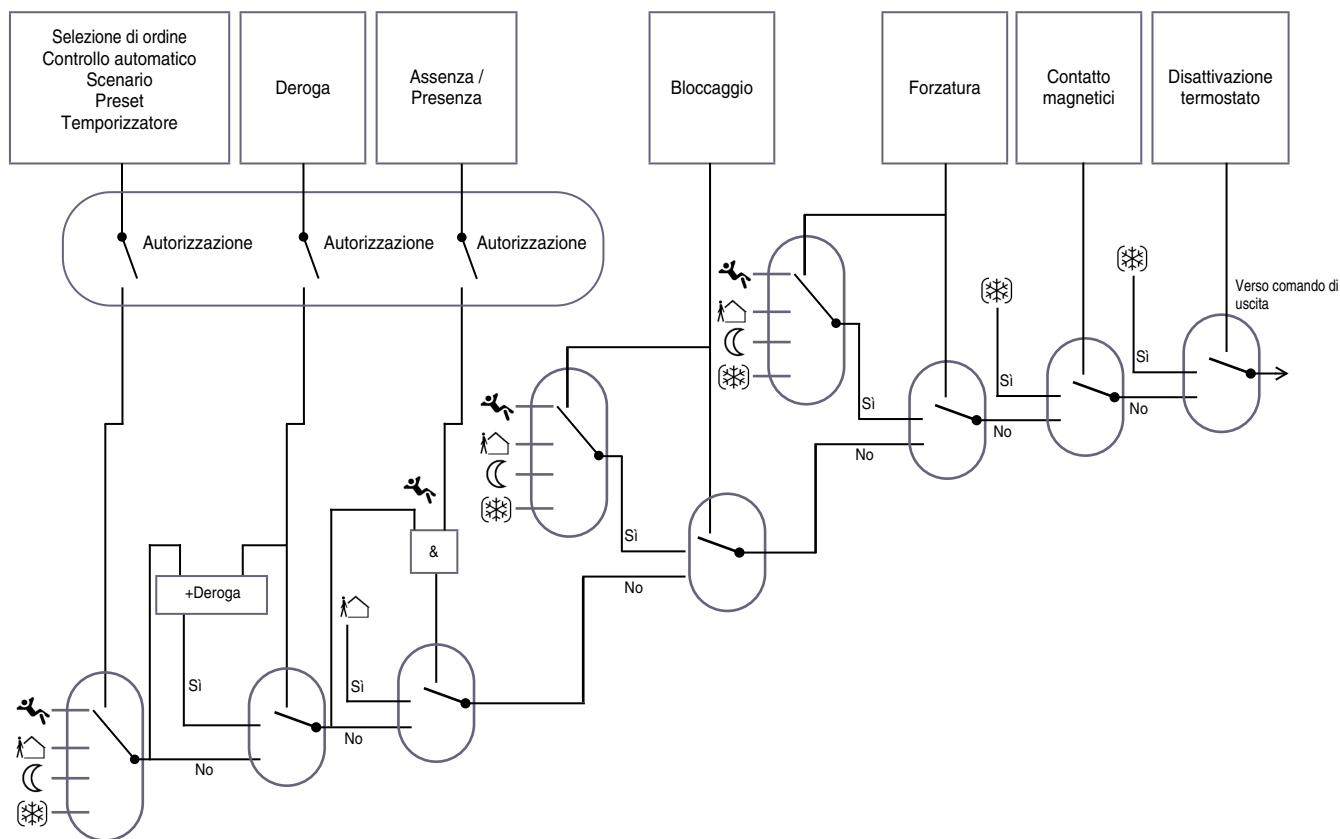 Selezione di ordine
Controllo automatico
Scenario
Preset
Temporizzatore
Deroga
Assenza /
Presenza
Bloccaggio
Forzatura
Contatto
magnetici
Disattivazione
termostato
Autorizzazione
Autorizzazione
Autorizzazione
Verso comando di
uscita
Sì
No
Sì
No
Sì
No
Sì
No
&
+Deroga
Sì
No
Sì
No